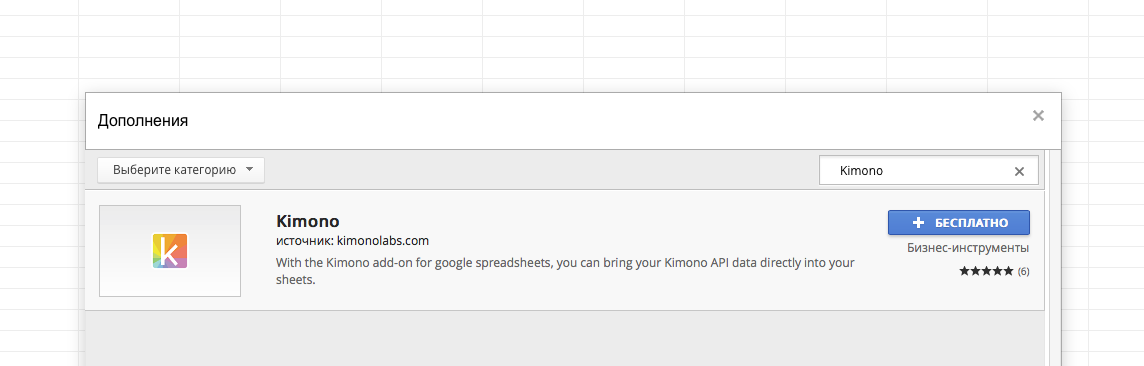 Дополнения
Выберите категорию
Kimono
k
Kimono
БЕСПЛАТНО
источник: kimonolabs.com
Бизнес-инструменты
With the Kimono add-on for google spreadsheets, you can bring your Kimono API data directly into your
(6)
sheets.